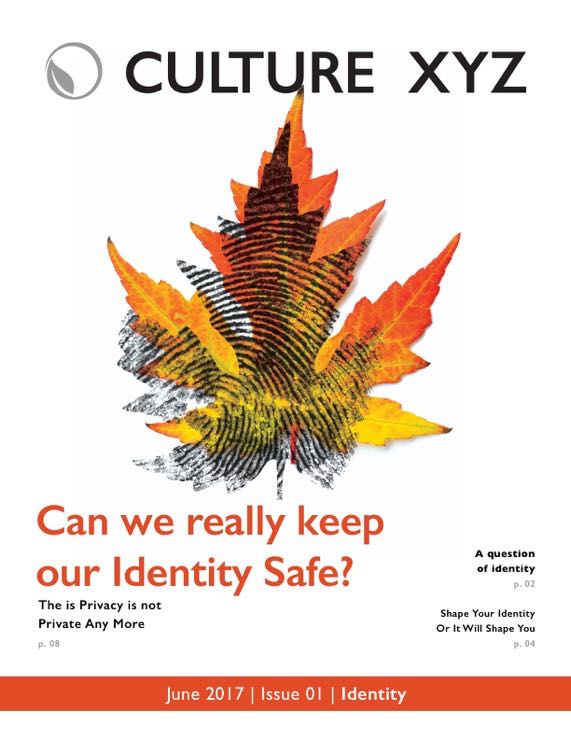 CULTURE XYZ
Can we really keep
our Identity Safe?
The is Privacy is not
Private Any More
p. 08
A question
of identity
p. 02
Shape Your Identity
Or It Will Shape You
p. 04
June 2017 | Issue 01 | Identity